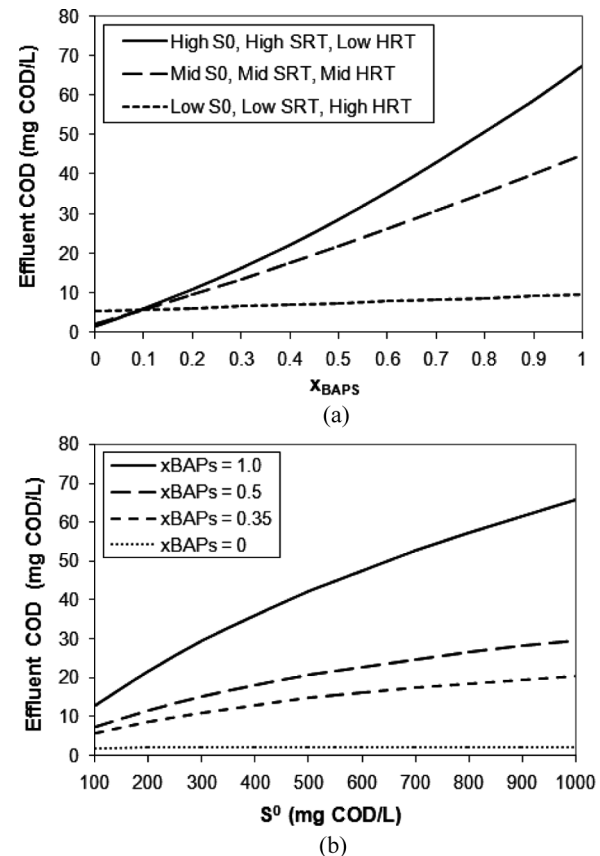 80
70
60
50
40
30
20
10
0
Effluent COD (mg COD/L)
High S0, High SRT, Low HRT
Mid S0, Mid SRT, Mid HRT
Low S0, Low SRT, High HRT
0 0.1 0.2 0.3 0.4 0.5 0.6 0.7 0.8 0.9 1
xBAPS
(a)
80
70
60
50
40
30
20
10
0
Effluent COD (mg COD/L)
xBAPs = 1.0
xBAPs = 0.5
xBAPs = 0.35
xBAPs = 0
100 200 300 400 500 600 700 800 900 1000
S⁰ (mg COD/L)
(b)